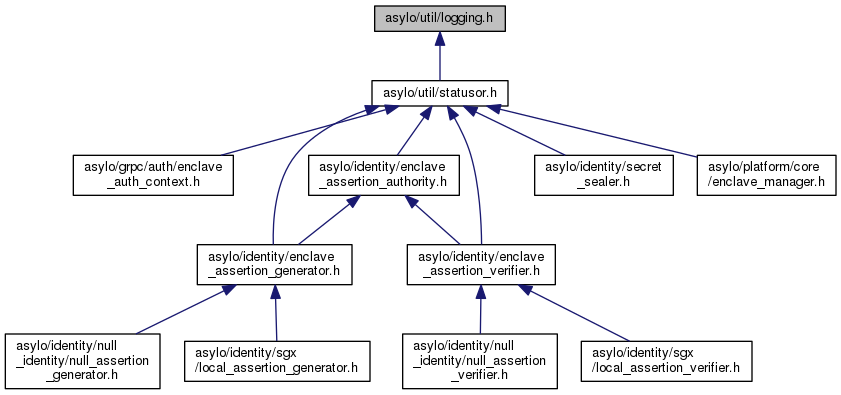 asylo/util/logging.h
asylo/util/statusor.h
asylo/grpc/auth/enclave
_auth_context.h
asylo/identity/enclave
_assertion_authority.h
asylo/identity/secret
_sealer.h
asylo/platform/core
/enclave_manager.h
asylo/identity/enclave
_assertion_generator.h
asylo/identity/enclave
_assertion_verifier.h
asylo/identity/null
_identity/null_assertion
_generator.h
asylo/identity/sgx
/local_assertion_generator.h
asylo/identity/null
_identity/null_assertion
_verifier.h
asylo/identity/sgx
/local_assertion_verifier.h